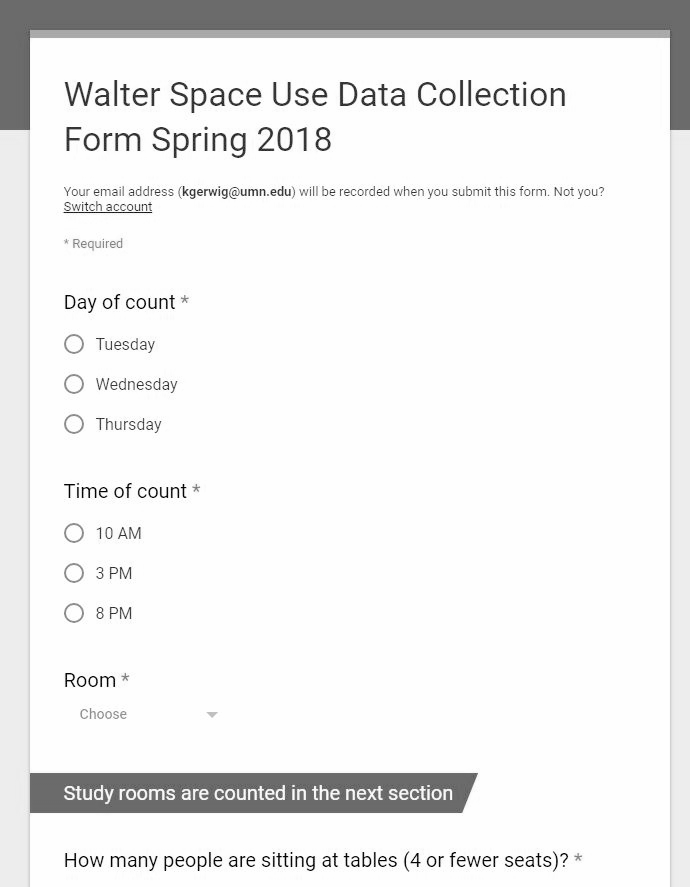 Walter Space Use Data Collection
Form Spring 2018
Your email address (kgerwig@umn.edu) will be recorded when you submit this form. Not you?
Switch account
* Required
Day of count *
Tuesday
Wednesday
Thursday
Time of count *
10 AM
3 PM
8 PM
Room *
Choose
Study rooms are counted in the next section
How many people are sitting at tables (4 or fewer seats)? *